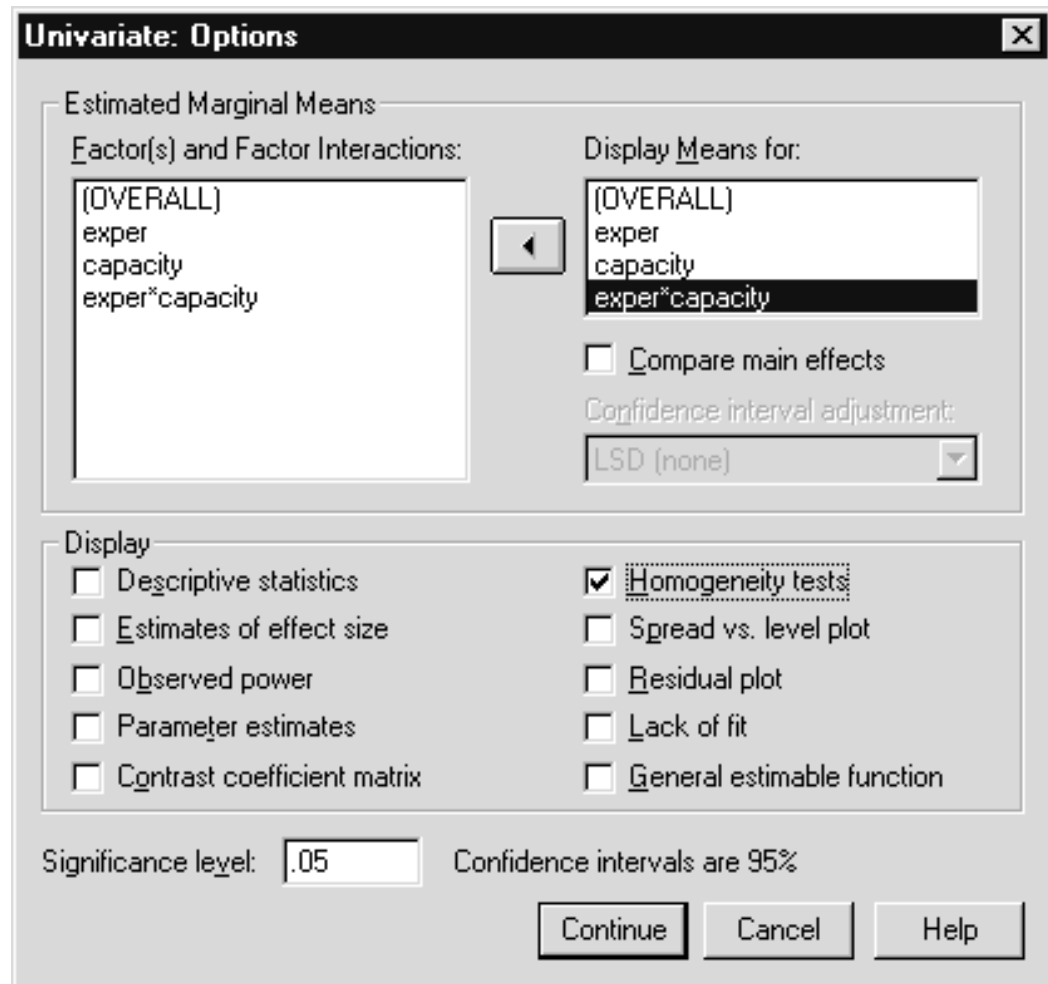 Univariate: Options
Estimated Marginal Means
Factor(s) and Factor Interactions:
(OVERALL)
exper
capacity
exper*capacity
Display Means for:
(OVERALL)
exper
capacity
exper*capacity
Compare main effects
Confidence interval adjustment:
LSD (none)
Display
Descriptive statistics
Estimates of effect size
Observed power
Parameter estimates
Contrast coefficient matrix
Homogeneity tests
Spread vs. level plot
Residual plot
Lack of fit
General estimable function
Significance level: .05 Confidence intervals are 95%
Continue Cancel Help